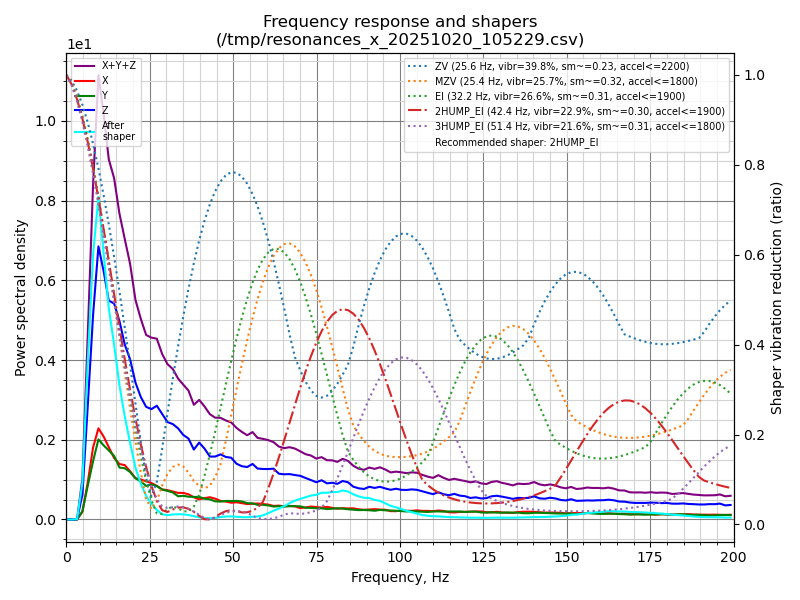 Frequency response and shapers
(/tmp/resonances_x_20251020_105229.csv)
1e1
X+Y+Z
X
Y
Z
After
shaper
ZV (25.6 Hz, vibr=39.8%, sm~=0.23, accel<=2200)
MZV (25.4 Hz, vibr=25.7%, sm~=0.32, accel<=1800)
EI (32.2 Hz, vibr=26.6%, sm~=0.31, accel<=1900)
2HUMP_EI (42.4 Hz, vibr=22.9%, sm~=0.30, accel<=1900)
3HUMP_EI (51.4 Hz, vibr=21.6%, sm~=0.31, accel<=1800)
Recommended shaper: 2HUMP_EI
Power spectral density
1.0
0.8
0.6
0.4
0.2
0.0
Shaper vibration reduction (ratio)
1.0
0.8
0.6
0.4
0.2
0.0
0 25 50 75 100 125 150 175 200
Frequency, Hz